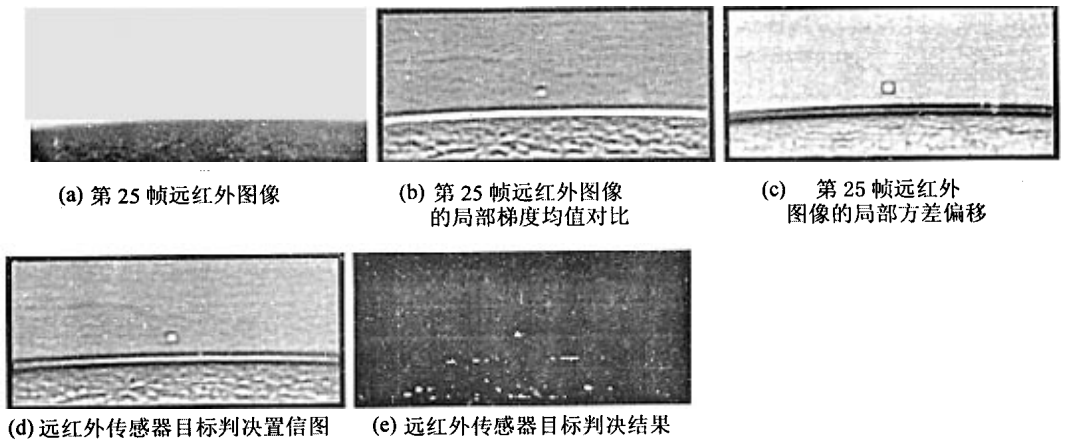 (a) 第 25 帧远红外图像
(b) 第 25 帧远红外图像
的局部梯度均值对比
(c) 第 25 帧远红外
图像的局部方差偏移
(d) 远红外传感器目标判决置信图
(e) 远红外传感器目标判决结果